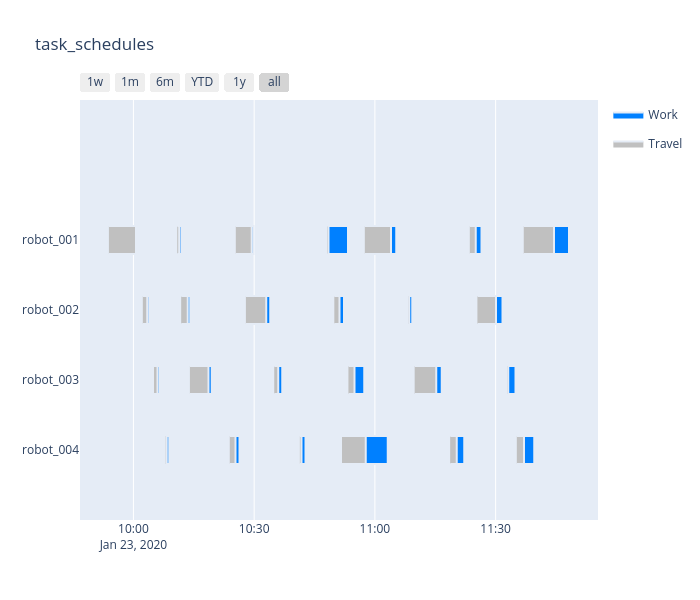 task_schedules
1w 1m 6m YTD 1y all
Work
Travel
robot_001
robot_002
robot_003
robot_004
10:00 10:30 11:00 11:30
Jan 23, 2020